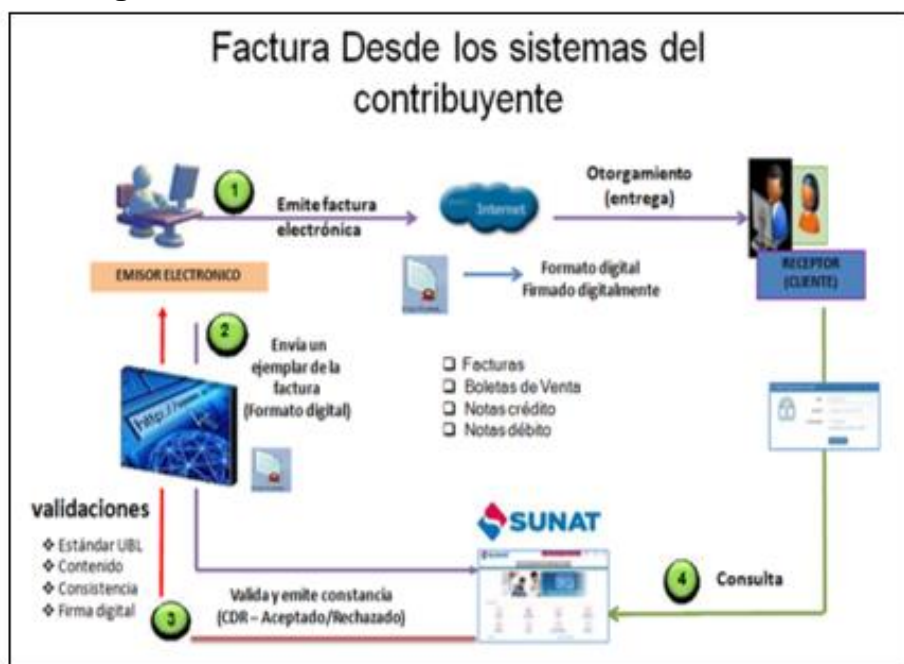 Factura Desde los sistemas del
contribuyente
1
Emite factura
electrónica
Internet
Otorgamiento
(entrega)
EMISOR ELECTRONICO
Formato digital
Firmado digitalmente
RECEPTOR
(CLIENTE)
2
Envía un
ejemplar de la
factura
(Formato digital)
http://www.
❑ Facturas
❑ Boletas de Venta
❑ Notas crédito
❑ Notas débito
validaciones
❖ Estándar UBL
❖ Contenido
❖ Consistencia
❖ Firma digital
SUNAT
4
Consulta
3
Valida y emite constancia
(CDR – Aceptado/Rechazado)